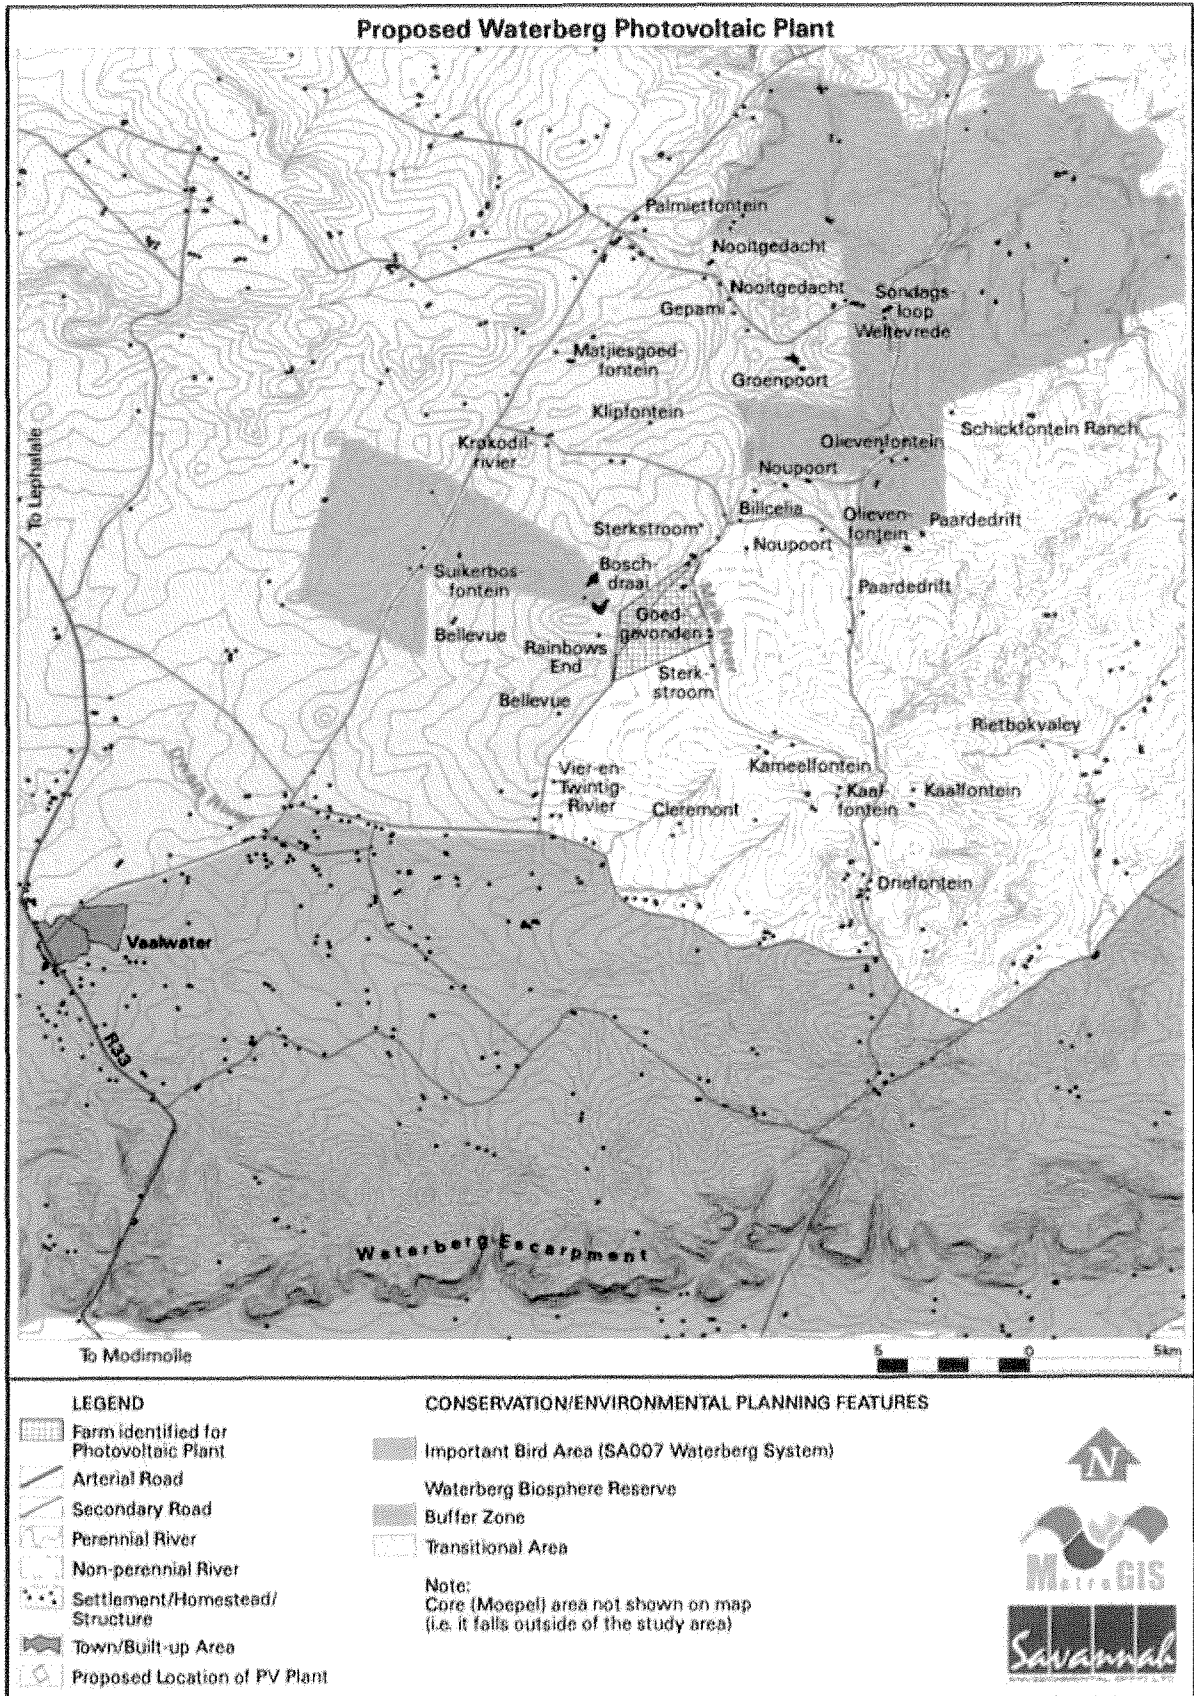 Proposed Waterberg Photovoltaic Plant
Palmietfontein
Nooitgedacht
Nooitgedacht
Gepami
Sondags-
loop
Weltevrede
Matjiesgoed-
fontein
Groenpoort
Klipfontein
Krokodil-
rivier
Schickfontein Ranch
Olievenfontein
Noupoort
To Lephalale
Billcelia
Olieven-
fontein
Paardedrift
Sterkstroom
Noupoort
Bosch-
draai
Suikerbos-
fontein
Paardedrift
Goed-
gevonden
Bellevue
Rainbows
End
Sterk-
stroom
Bellevue
Rietbokvaley
Vier-en-
Twintig-
Rivier
Kameelfontein
Kaal-
fontein
Kaalfontein
Cleremont
Driefontein
Vaalwater
R33
Waterberg Escarpment
To Modimolle
5 0 5km
LEGEND
Farm identified for
Photovoltaic Plant
Arterial Road
Secondary Road
Perennial River
Non-perennial River
Settlement/Homestead/
Structure
Town/Built-up Area
Proposed Location of PV Plant
CONSERVATION/ENVIRONMENTAL PLANNING FEATURES
Important Bird Area (SA007 Waterberg System)
Waterberg Biosphere Reserve
Buffer Zone
Transitional Area
Note:
Core (Moepel) area not shown on map
(i.e. it falls outside of the study area)
N
MetroGIS
Savannah